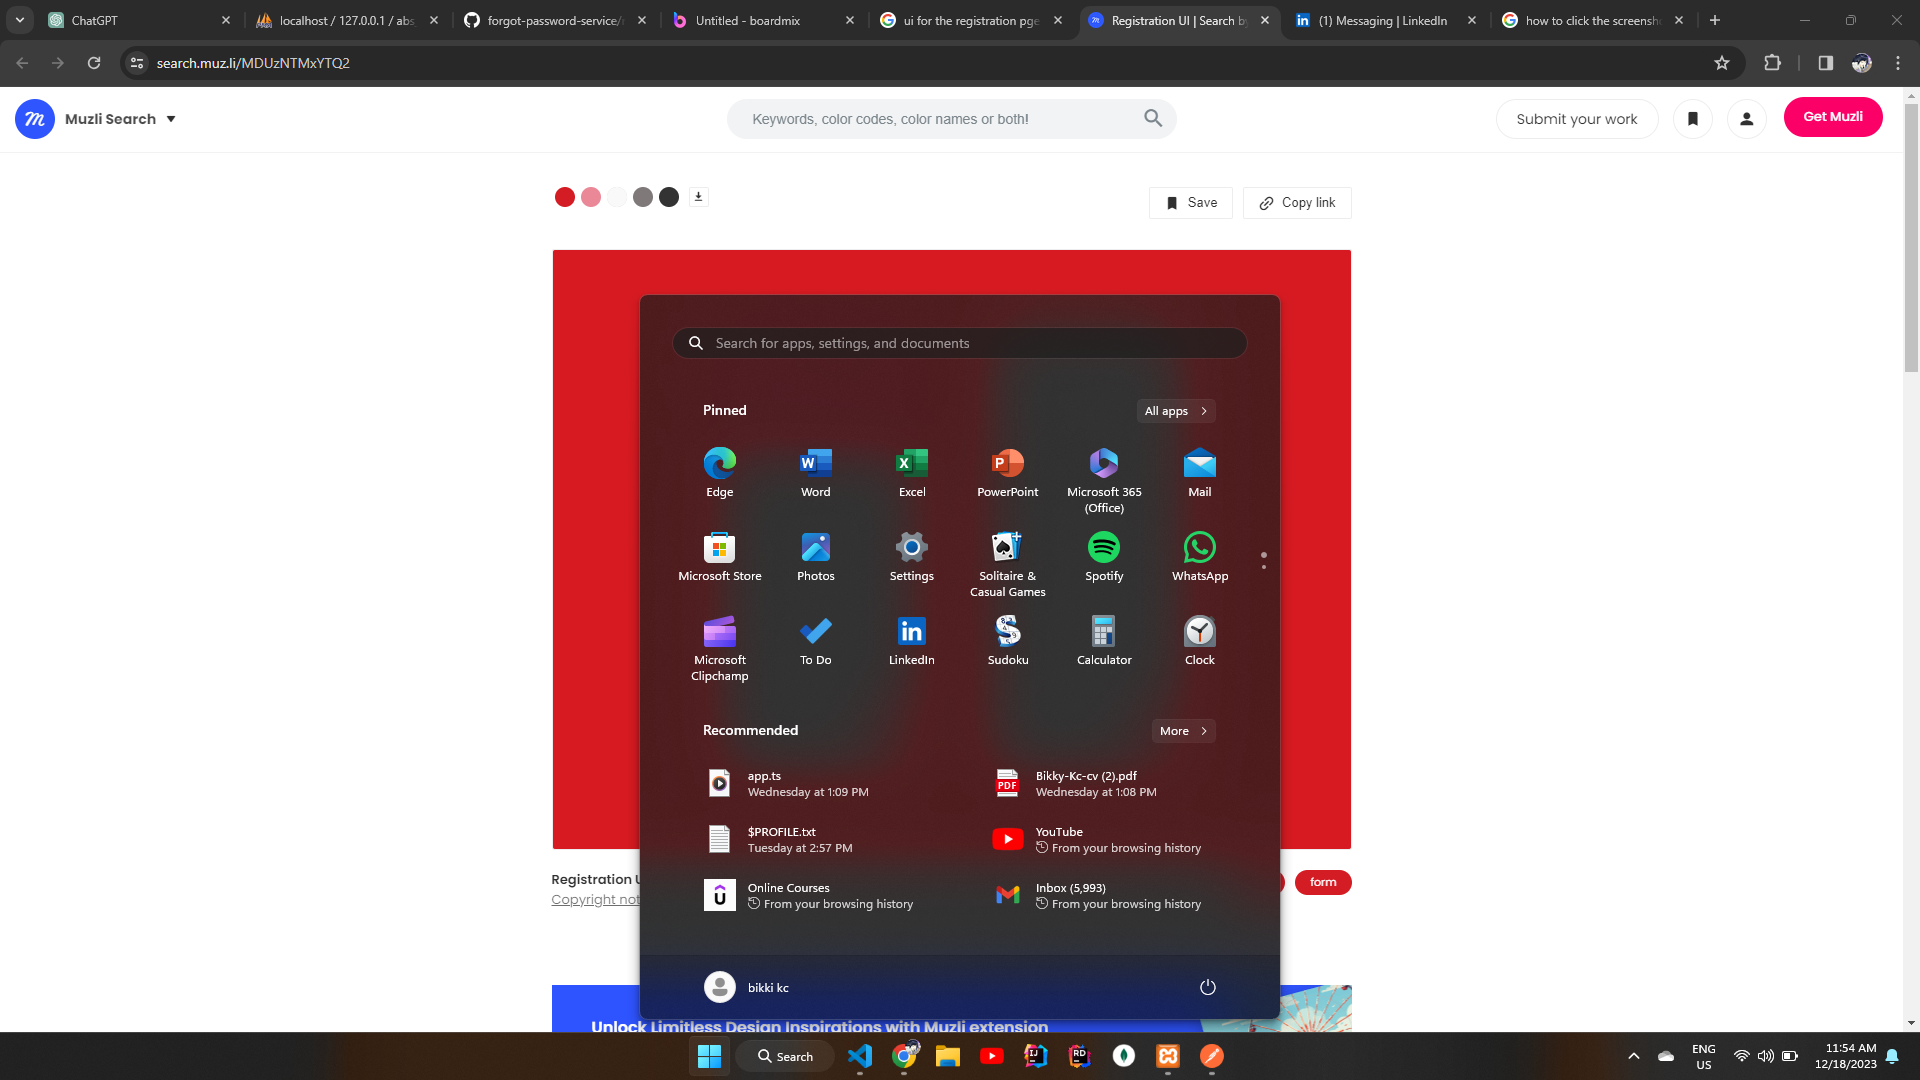 ChatGPT
localhost / 127.0.0.1 / abs
forgot-password-service/r
Untitled - boardmix
ui for the registration pge
Registration UI | Search by
(1) Messaging | LinkedIn
how to click the screensho
search.muz.li/MDUzNTMxYTQ2
Muzli Search
Keywords, color codes, color names or both!
Submit your work
Get Muzli
Save
Copy link
Search for apps, settings, and documents
Pinned
All apps
Edge
Word
Excel
PowerPoint
Microsoft 365
(Office)
Mail
Microsoft Store
Photos
Settings
Solitaire &
Casual Games
Spotify
WhatsApp
Microsoft
Clipchamp
To Do
LinkedIn
Sudoku
Calculator
Clock
Recommended
More
app.ts
Wednesday at 1:09 PM
PDF
Bikky-Kc-cv (2).pdf
Wednesday at 1:08 PM
$PROFILE.txt
Tuesday at 2:57 PM
YouTube
From your browsing history
Online Courses
From your browsing history
Inbox (5,993)
From your browsing history
Registration U
Copyright not
form
bikki kc
Unlock Limitless Design Inspirations with Muzli extension
Search
ENG
US
11:54 AM
12/18/2023